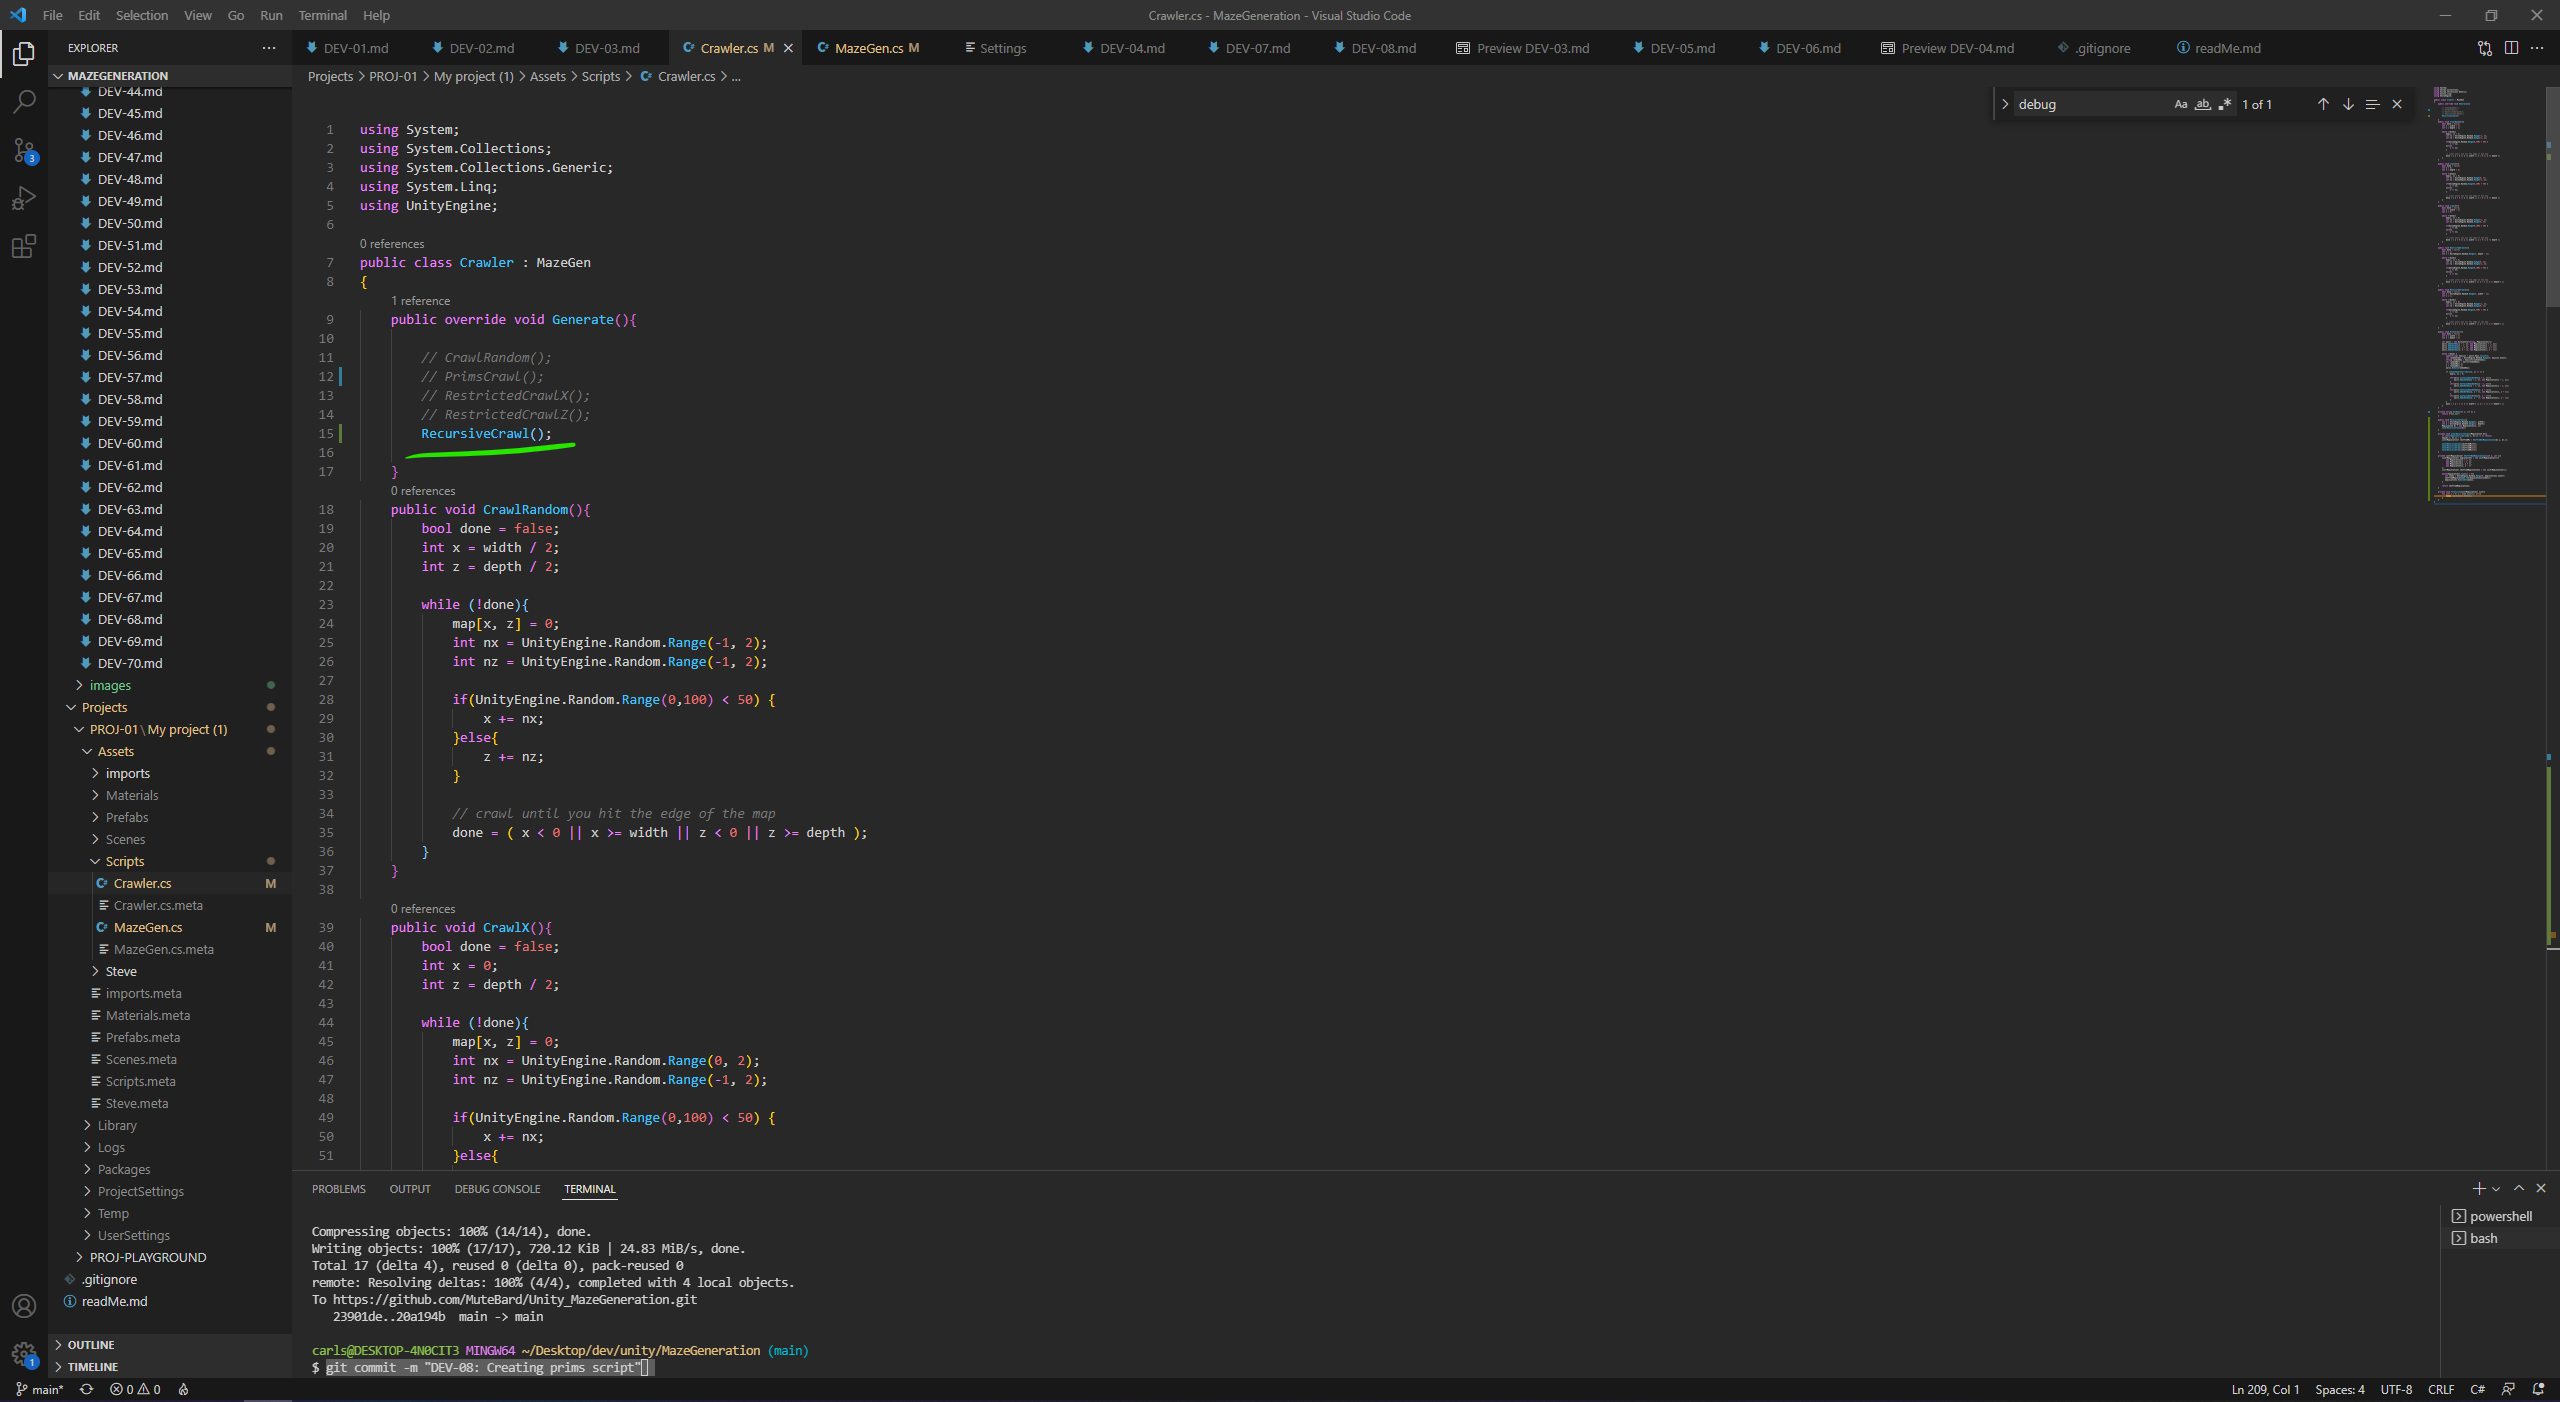 File Edit Selection View Go Run Terminal Help
Crawler.cs - MazeGeneration - Visual Studio Code
EXPLORER
MAZEGENERATION
DEV-44.md
DEV-45.md
DEV-46.md
DEV-47.md
DEV-48.md
DEV-49.md
DEV-50.md
DEV-51.md
DEV-52.md
DEV-53.md
DEV-54.md
DEV-55.md
DEV-56.md
DEV-57.md
DEV-58.md
DEV-59.md
DEV-60.md
DEV-61.md
DEV-62.md
DEV-63.md
DEV-64.md
DEV-65.md
DEV-66.md
DEV-67.md
DEV-68.md
DEV-69.md
DEV-70.md
images
Projects
PROJ-01\My project (1)
Assets
imports
Materials
Prefabs
Scenes
Scripts
Crawler.cs M
Crawler.cs.meta
MazeGen.cs M
MazeGen.cs.meta
Steve
imports.meta
Materials.meta
Prefabs.meta
Scenes.meta
Scripts.meta
Steve.meta
Library
Logs
Packages
ProjectSettings
Temp
UserSettings
PROJ-PLAYGROUND
.gitignore
readMe.md
OUTLINE
TIMELINE
3
1
DEV-01.md DEV-02.md DEV-03.md Crawler.cs M MazeGen.cs M Settings DEV-04.md DEV-07.md DEV-08.md Preview DEV-03.md DEV-05.md DEV-06.md Preview DEV-04.md .gitignore readMe.md
Projects > PROJ-01 > My project (1) > Assets > Scripts > Crawler.cs > ...
debug Aa ab 1 of 1
1 using System;
2 using System.Collections;
3 using System.Collections.Generic;
4 using System.Linq;
5 using UnityEngine;
6
0 references
7 public class Crawler : MazeGen
8 {
1 reference
9 public override void Generate(){
10
11 // CrawlRandom();
12 // PrimsCrawl();
13 // RestrictedCrawlX();
14 // RestrictedCrawlZ();
15 RecursiveCrawl();
16
17 }
0 references
18 public void CrawlRandom(){
19 bool done = false;
20 int x = width / 2;
21 int z = depth / 2;
22
23 while (!done){
24 map[x, z] = 0;
25 int nx = UnityEngine.Random.Range(-1, 2);
26 int nz = UnityEngine.Random.Range(-1, 2);
27
28 if(UnityEngine.Random.Range(0,100) < 50) {
29 x += nx;
30 }else{
31 z += nz;
32 }
33
34 // crawl until you hit the edge of the map
35 done = ( x < 0 || x >= width || z < 0 || z >= depth );
36 }
37 }
38
0 references
39 public void CrawlX(){
40 bool done = false;
41 int x = 0;
42 int z = depth / 2;
43
44 while (!done){
45 map[x, z] = 0;
46 int nx = UnityEngine.Random.Range(0, 2);
47 int nz = UnityEngine.Random.Range(-1, 2);
48
49 if(UnityEngine.Random.Range(0,100) < 50) {
50 x += nx;
51 }else{
PROBLEMS OUTPUT DEBUG CONSOLE TERMINAL
Compressing objects: 100% (14/14), done.
Writing objects: 100% (17/17), 720.12 KiB | 24.83 MiB/s, done.
Total 17 (delta 4), reused 0 (delta 0), pack-reused 0
remote: Resolving deltas: 100% (4/4), completed with 4 local objects.
To https://github.com/MuteBard/Unity_MazeGeneration.git
23901de..20a194b main -> main
carls@DESKTOP-4N0CIT3 MINGW64 ~/Desktop/dev/unity/MazeGeneration (main)
$ git commit -m "DEV-08: Creating prims script"
powershell
bash
main* 0 0
Ln 209, Col 1 Spaces: 4 UTF-8 CRLF C#